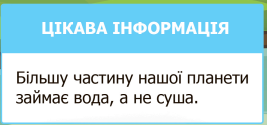 ЦІКАВА ІНФОРМАЦІЯ
Більшу частину нашої планети
займає вода, а не суша.